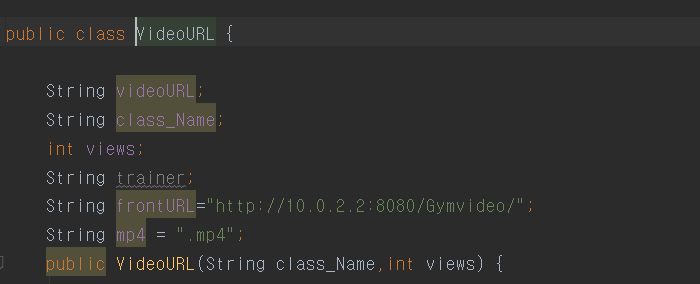 public class VideoURL {
String videoURL;
String class_Name;
int views;
String trainer;
String frontURL="http://10.0.2.2:8080/Gymvideo/";
String mp4 = ".mp4";
public VideoURL(String class_Name,int views) {